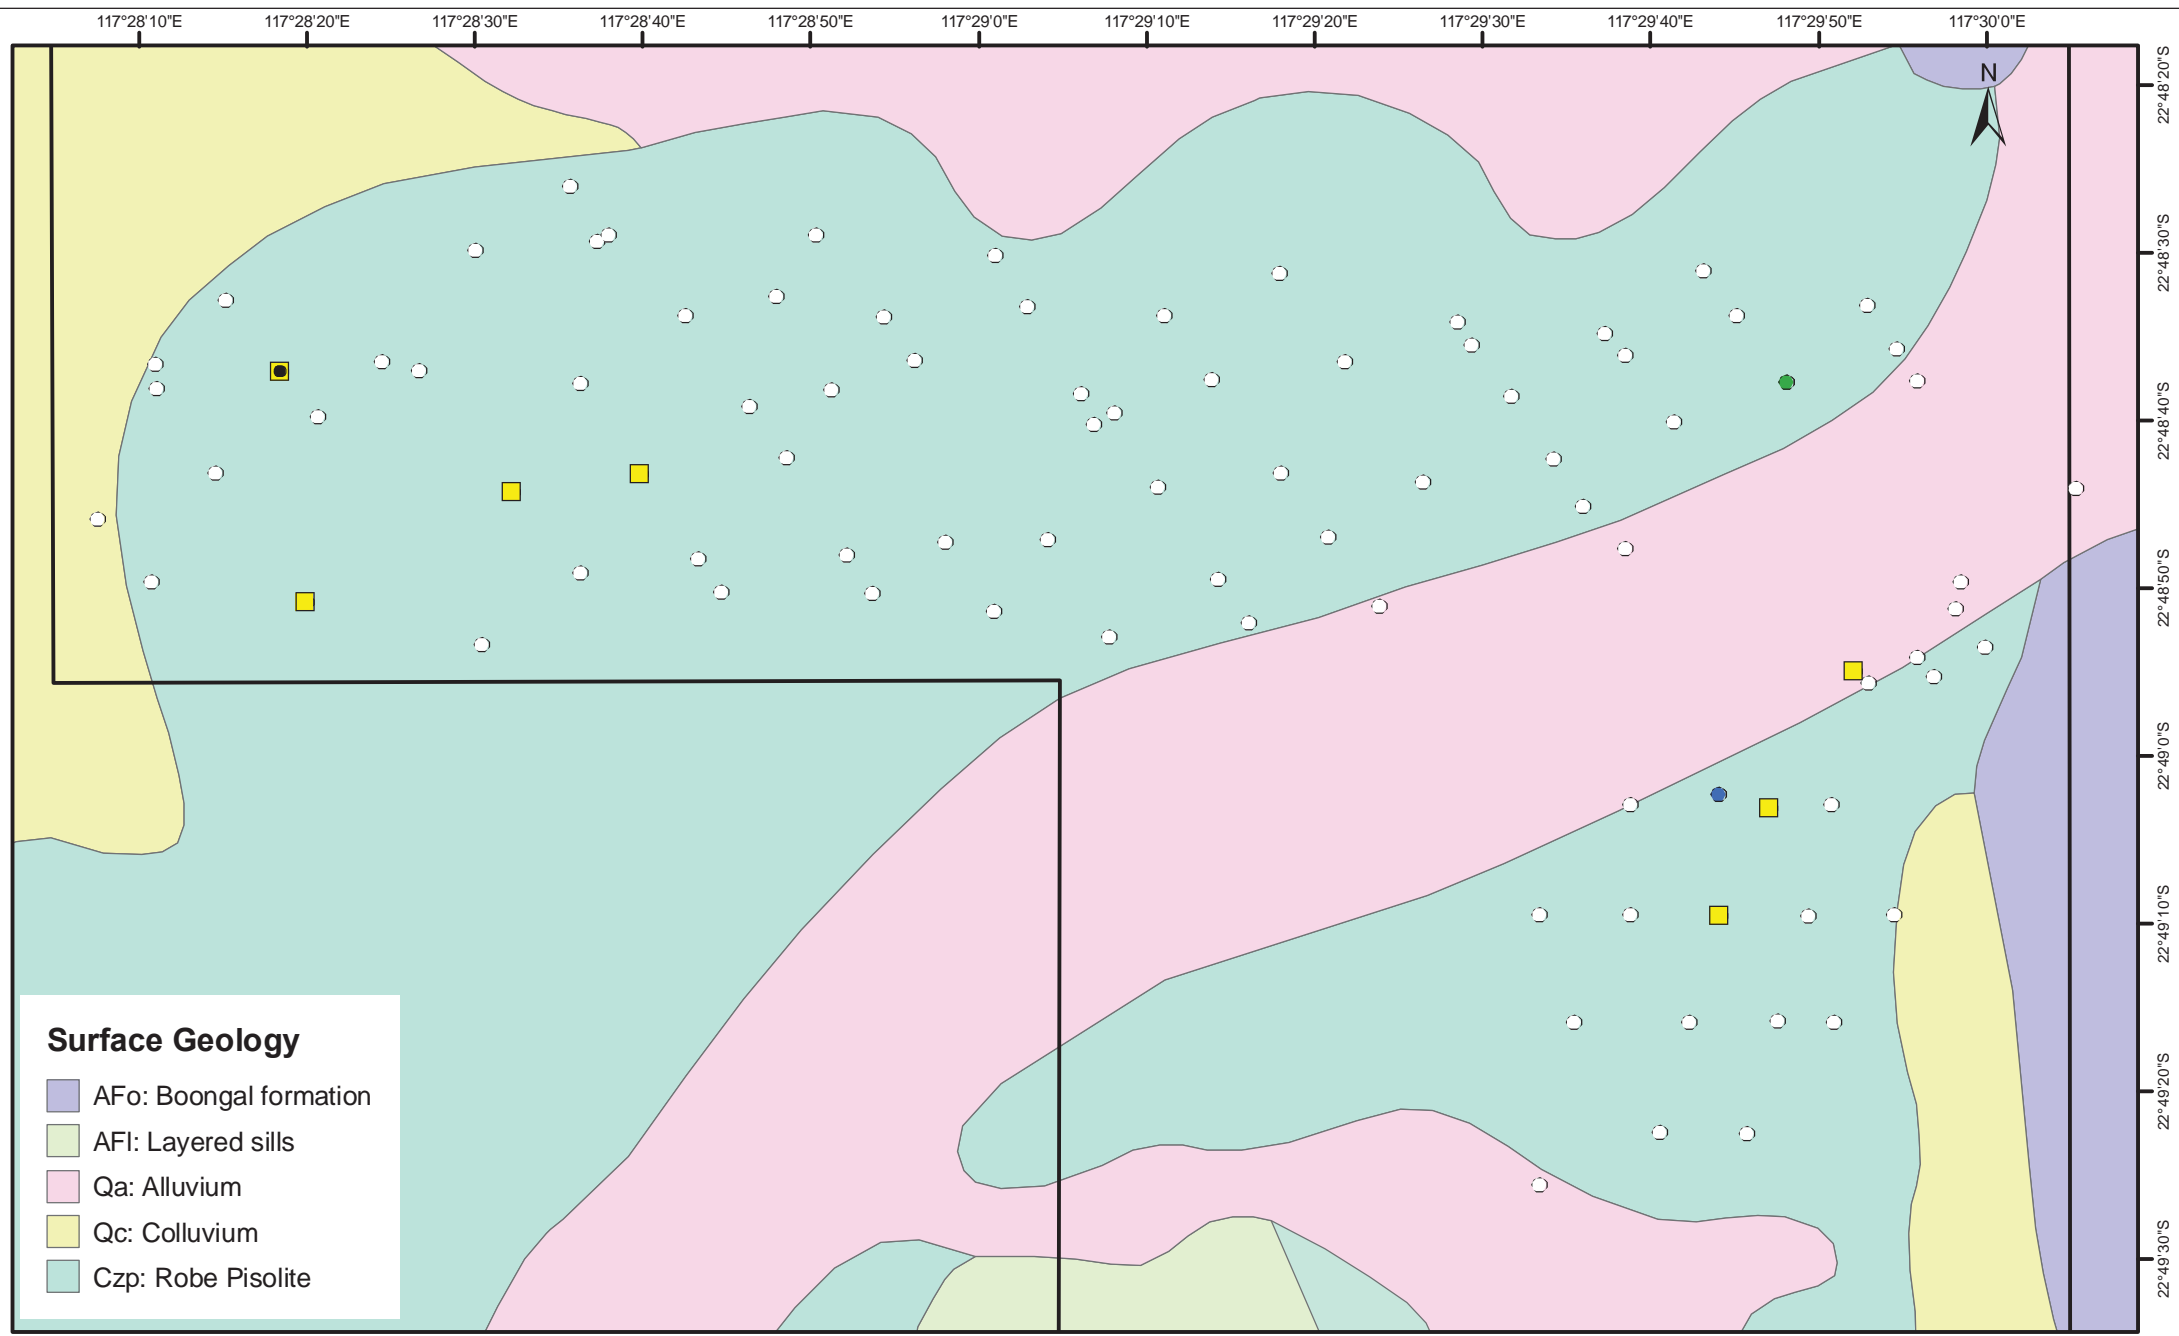 117°28'10"E 117°28'20"E 117°28'30"E 117°28'40"E 117°28'50"E 117°29'0"E 117°29'10"E 117°29'20"E 117°29'30"E 117°29'40"E 117°29'50"E 117°30'0"E
N
22°48'20"S
22°48'30"S
22°48'40"S
22°48'50"S
22°49'0"S
22°49'10"S
22°49'20"S
22°49'30"S
Surface Geology
AFo: Boongal formation
AFl: Layered sills
Qa: Alluvium
Qc: Colluvium
Czp: Robe Pisolite